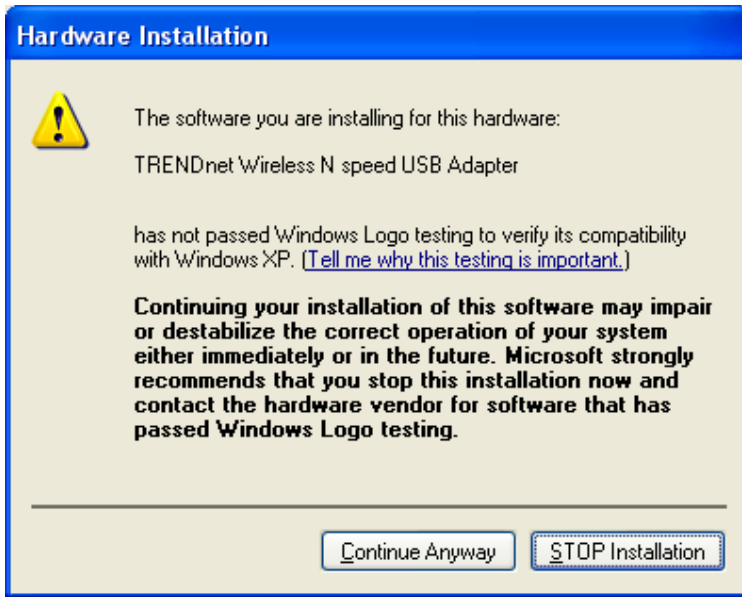 Hardware Installation
The software you are installing for this hardware:
TRENDnet Wireless N speed USB Adapter
has not passed Windows Logo testing to verify its compatibility
with Windows XP. (Tell me why this testing is important.)
Continuing your installation of this software may impair
or destabilize the correct operation of your system
either immediately or in the future. Microsoft strongly
recommends that you stop this installation now and
contact the hardware vendor for software that has
passed Windows Logo testing.
Continue Anyway
STOP Installation